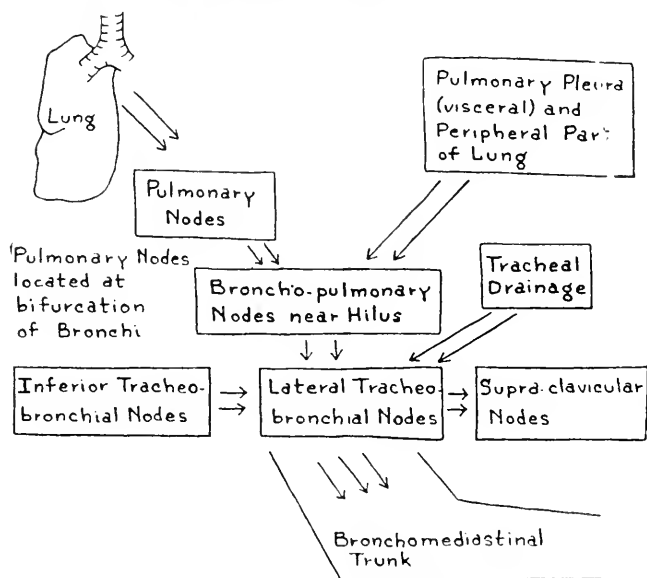 Lung
Pulmonary Pleura
(visceral) and
Peripheral Part
of Lung
Pulmonary
Nodes
Pulmonary Nodes
located at
bifurcation
of Bronchi
Broncho-pulmonary
Nodes near Hilus
Tracheal
Drainage
Inferior Tracheo-
bronchial Nodes
Lateral Tracheo-
bronchial Nodes
Supra-clavicular
Nodes
Bronchomediastinal
Trunk